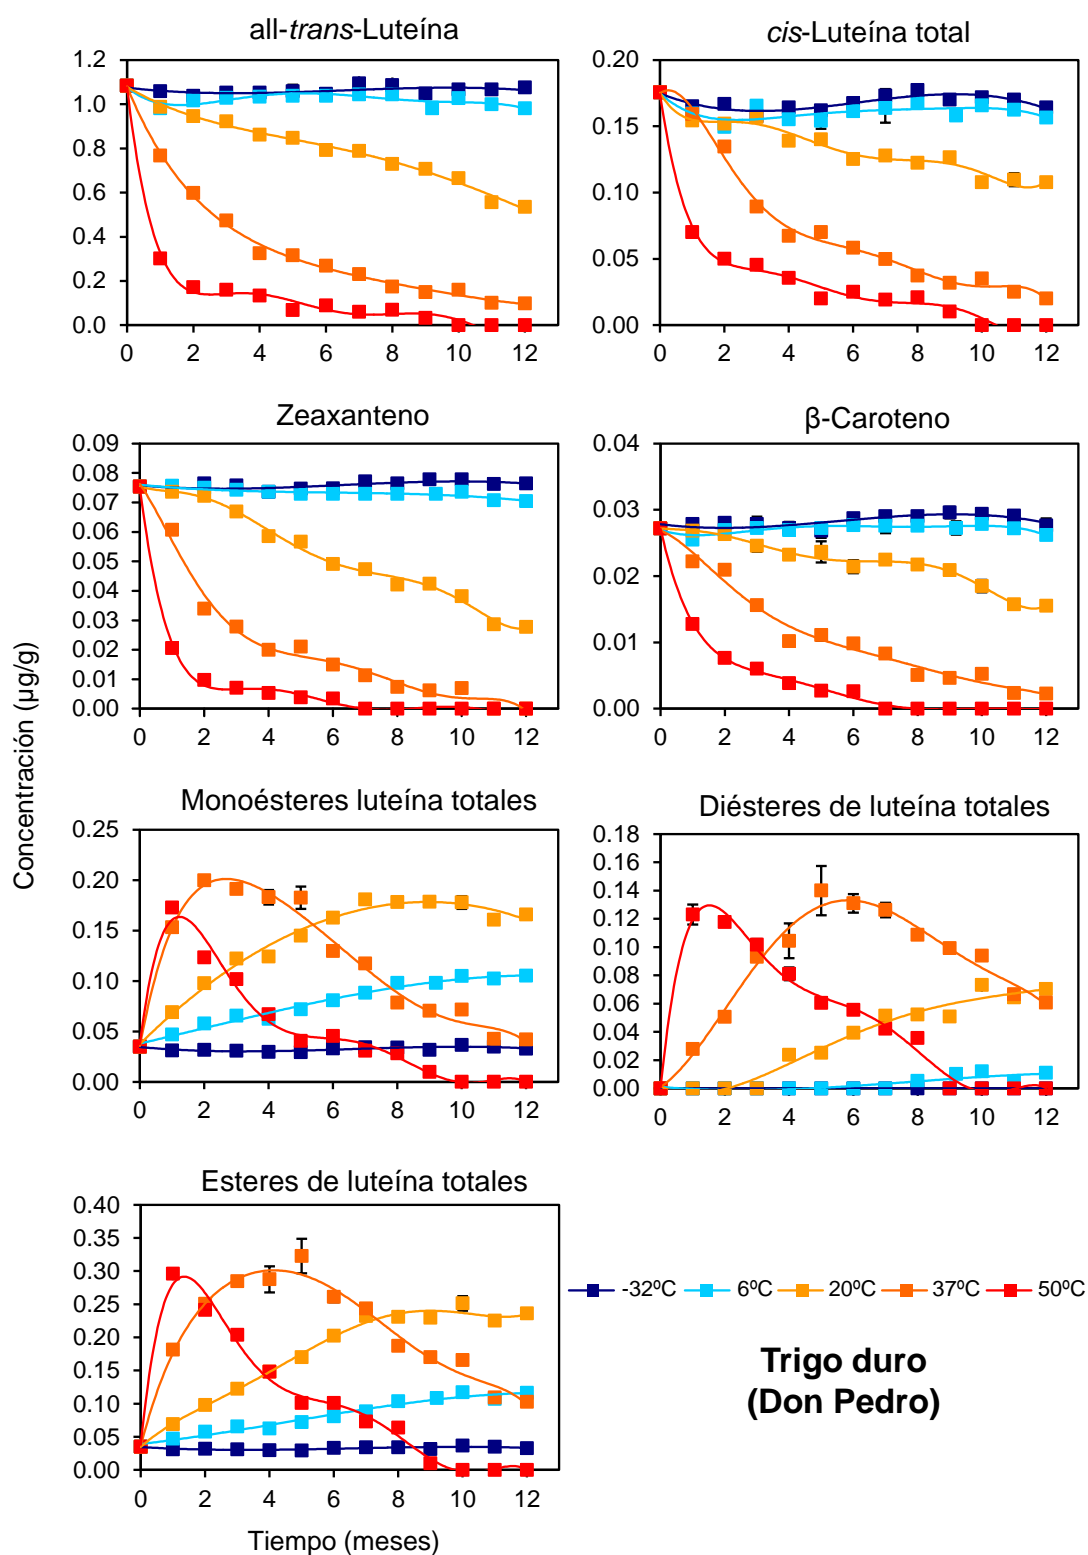 all-trans-Luteína
cis-Luteína total
1.2
1.0
0.8
0.6
0.4
0.2
0.0
0 2 4 6 8 10 12
0.20
0.15
0.10
0.05
0.00
0 2 4 6 8 10 12
Zeaxanteno
β-Caroteno
0.09
0.08
0.07
0.06
0.05
0.04
0.03
0.02
0.01
0.00
0 2 4 6 8 10 12
0.04
0.03
0.02
0.01
0.00
0 2 4 6 8 10 12
Concentración (μg/g)
Monoésteres luteína totales
Diésteres de luteína totales
0.25
0.20
0.15
0.10
0.05
0.00
0 2 4 6 8 10 12
0.18
0.16
0.14
0.12
0.10
0.08
0.06
0.04
0.02
0.00
0 2 4 6 8 10 12
Esteres de luteína totales
0.40
0.35
0.30
0.25
0.20
0.15
0.10
0.05
0.00
0 2 4 6 8 10 12
Tiempo (meses)
-32ºC 6ºC 20ºC 37ºC 50ºC
Trigo duro
(Don Pedro)